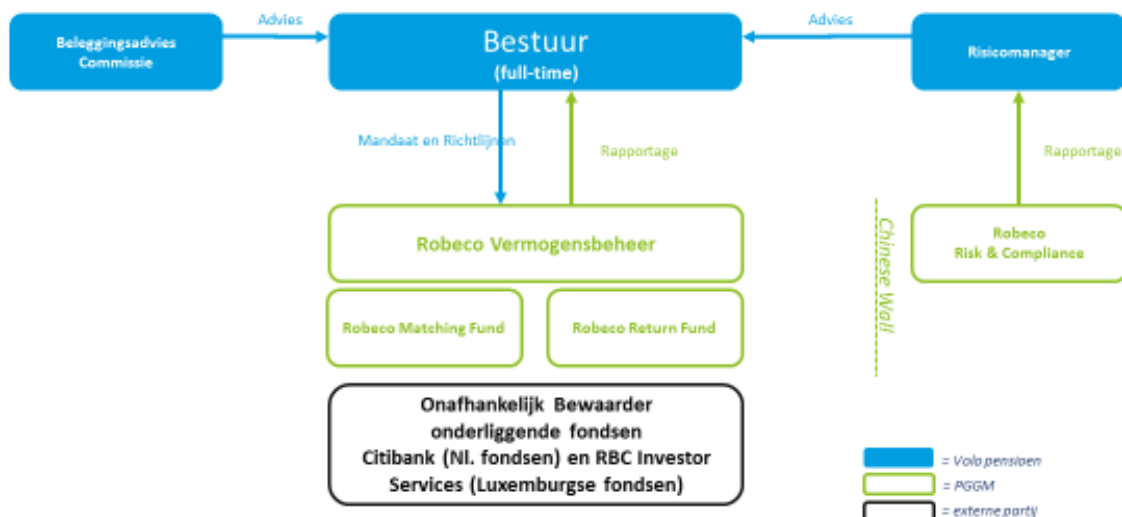 Advies
Advies
Beleggingsadvies
Commissie
Bestuur
(full-time)
Risicomanager
Mandaat en Richtlijnen
Rapportage
Rapportage
Robeco Vermogensbeheer
Chinese Wall
Robeco
Risk & Compliance
Robeco Matching Fund
Robeco Return Fund
Onafhankelijk Bewaarder
onderliggende fondsen
Citibank (Nl. fondsen) en RBC Investor
Services (Luxemburgse fondsen)
= Volo pensioen
= PGGM
= externe partij